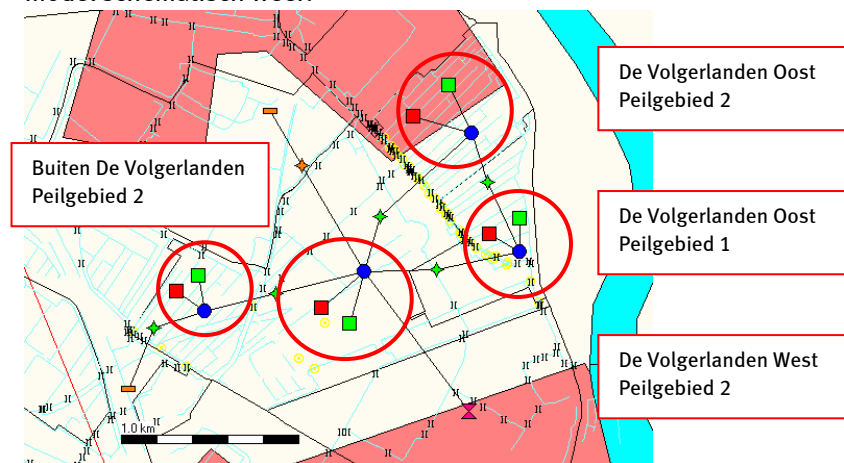 De Volgerlanden Oost
Peilgebied 2
Buiten De Volgerlanden
Peilgebied 2
De Volgerlanden Oost
Peilgebied 1
De Volgerlanden West
Peilgebied 2
1.0 km